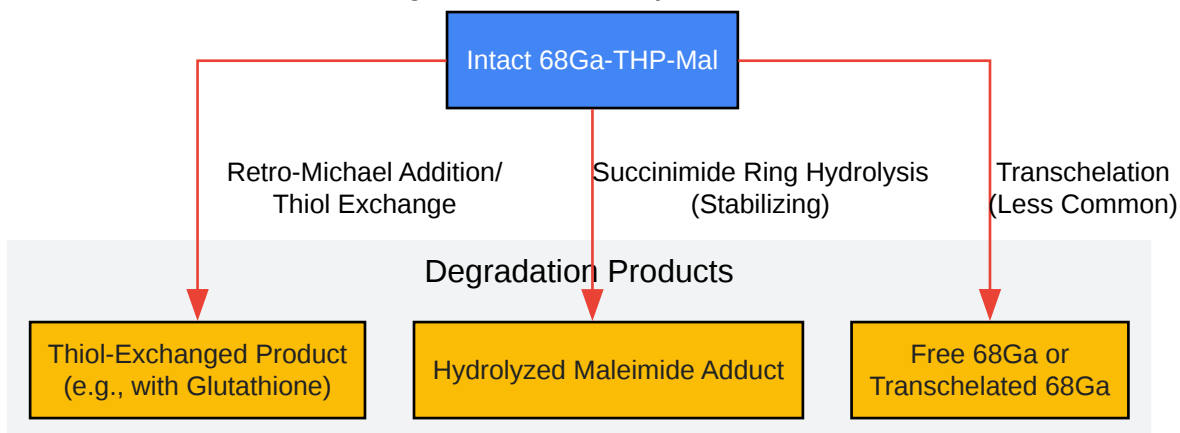 Intact 68Ga-THP-Mal
Retro-Michael Addition/
Thiol Exchange
Succinimide Ring Hydrolysis
(Stabilizing)
Transchelation
(Less Common)
Degradation Products
Thiol-Exchanged Product
(e.g., with Glutathione)
Hydrolyzed Maleimide Adduct
Free 68Ga or
Transchelated 68Ga